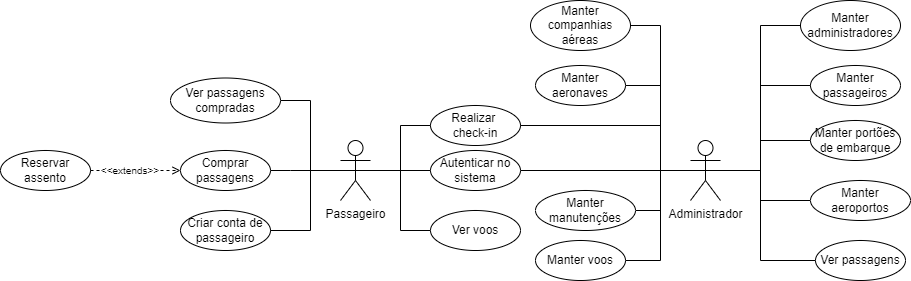 Manter
companhias
aéreas
Manter
administradores
Ver passagens
compradas
Manter
aeronaves
Manter
passageiros
Realizar
check-in
Manter portões
de embarque
Reservar
assento
<<extends>>
Comprar
passagens
Autenticar no
sistema
Passageiro
Administrador
Manter
manutenções
Manter
aeroportos
Criar conta de
passageiro
Ver voos
Manter voos
Ver passagens